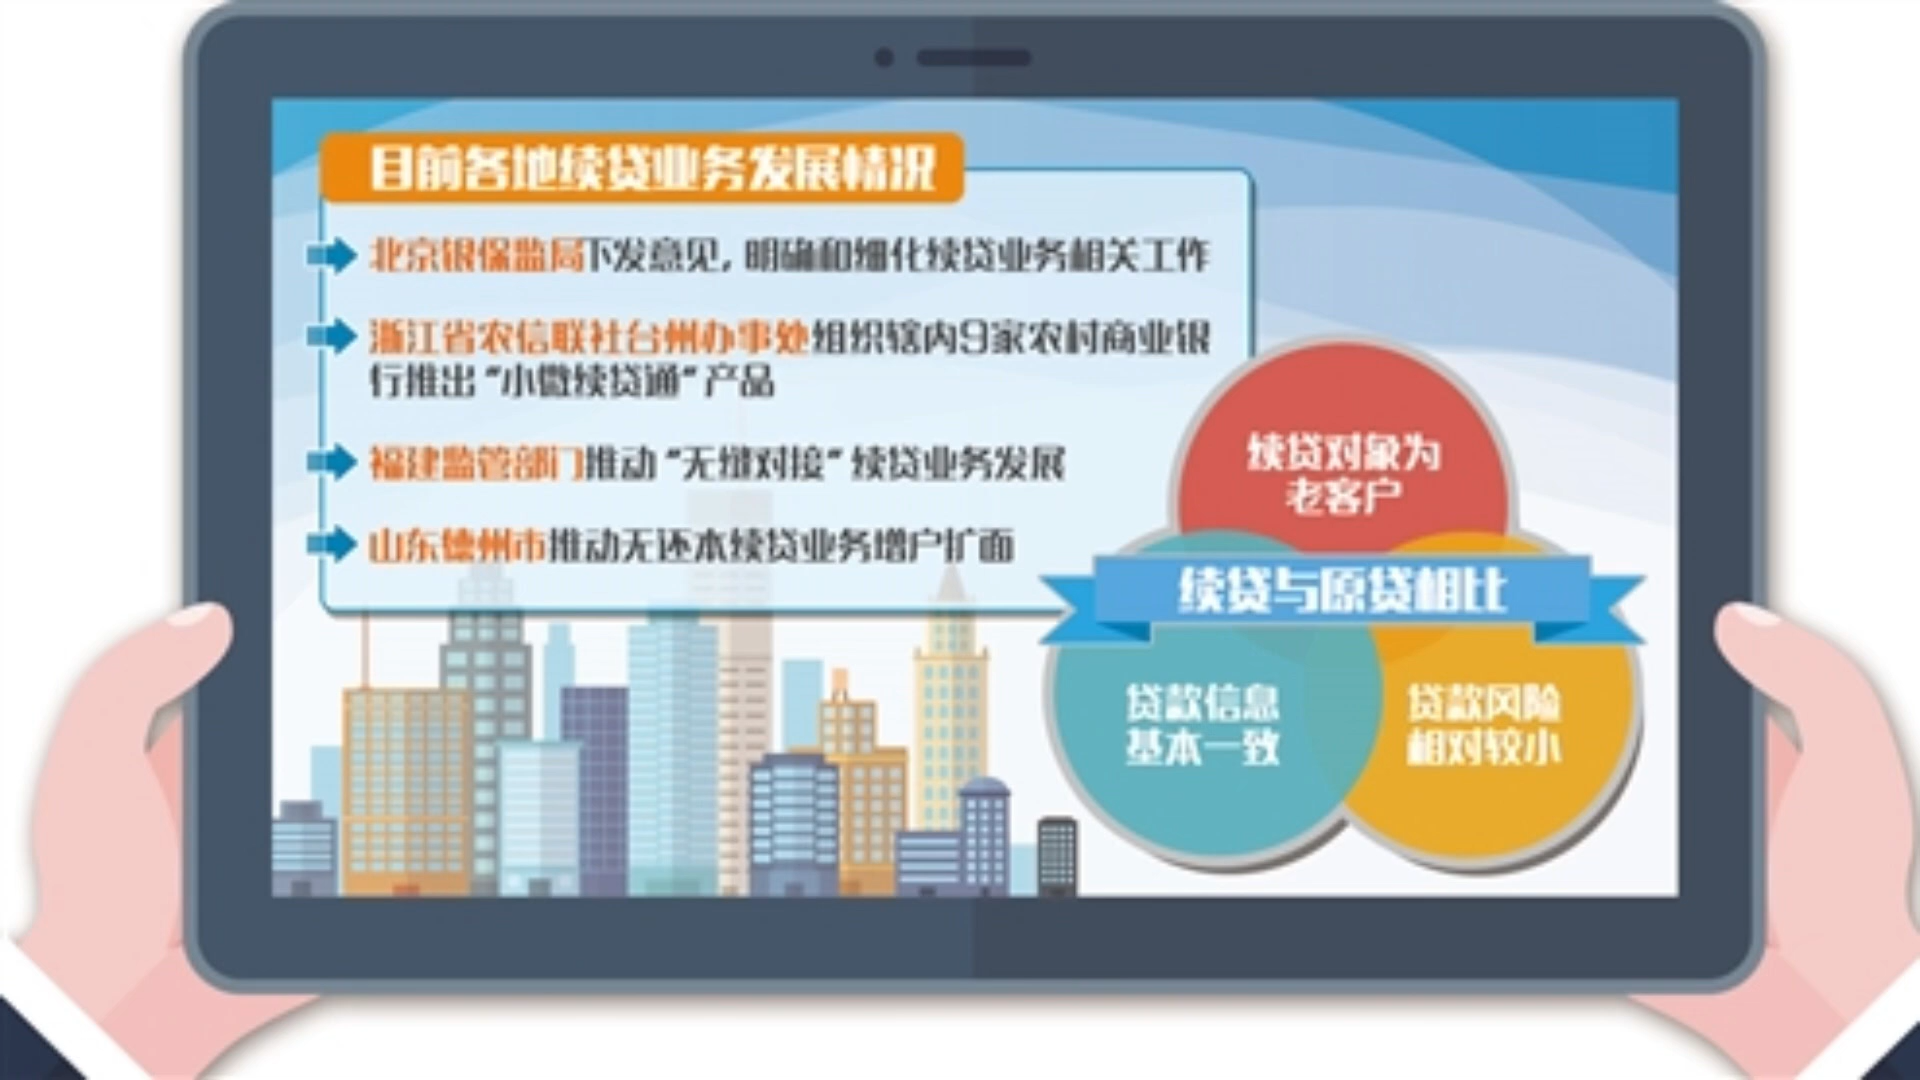 目前各地续贷业务发展情况
北京银保监局下发意见，明确和细化续贷业务相关工作
浙江省农信联社台州办事处组织辖内9家农村商业银
行推出“小微续贷通”产品
福建监管部门推动“无缝对接”续贷业务发展
山东德州市推动无还本续贷业务增户扩面
续贷对象为
老客户
续贷与原贷相比
贷款信息
基本一致
贷款风险
相对较小